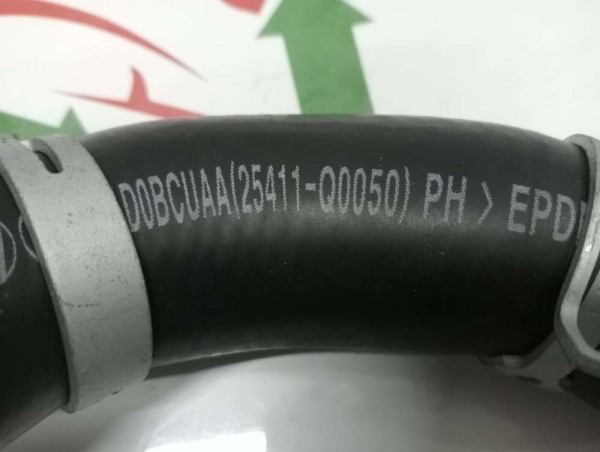 D0BCUAA(25411-Q0050) PH > EPD